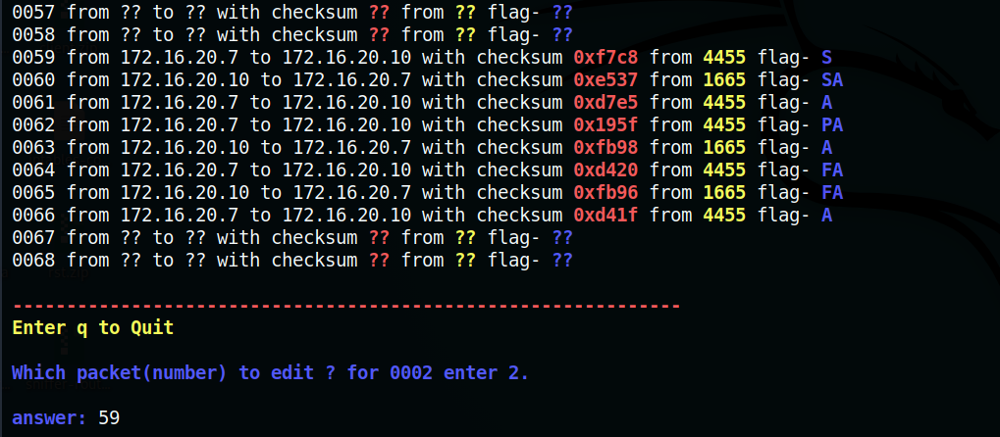 0057 from ?? to ?? with checksum ?? from ?? flag- ??
0058 from ?? to ?? with checksum ?? from ?? flag- ??
0059 from 172.16.20.7 to 172.16.20.10 with checksum 0xf7c8 from 4455 flag- S
0060 from 172.16.20.10 to 172.16.20.7 with checksum 0xe537 from 1665 flag- SA
0061 from 172.16.20.7 to 172.16.20.10 with checksum 0xd7e5 from 4455 flag- A
0062 from 172.16.20.7 to 172.16.20.10 with checksum 0x195f from 4455 flag- PA
0063 from 172.16.20.10 to 172.16.20.7 with checksum 0xfb98 from 1665 flag- A
0064 from 172.16.20.7 to 172.16.20.10 with checksum 0xd420 from 4455 flag- FA
0065 from 172.16.20.10 to 172.16.20.7 with checksum 0xfb96 from 1665 flag- FA
0066 from 172.16.20.7 to 172.16.20.10 with checksum 0xd41f from 4455 flag- A
0067 from ?? to ?? with checksum ?? from ?? flag- ??
0068 from ?? to ?? with checksum ?? from ?? flag- ??
--------------------------------------------------------------
Enter q to Quit
Which packet(number) to edit ? for 0002 enter 2.
answer: 59